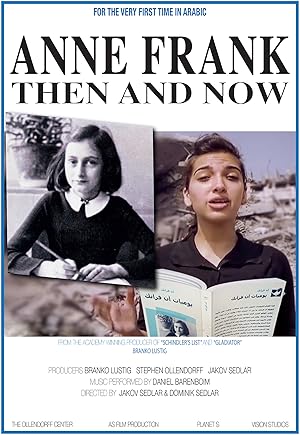 FOR THE VERY FIRST TIME IN ARABIC
ANNE FRANK
THEN AND NOW
يوميات آن فرانك
FROM THE ACADEMY WINNING PRODUCER OF "SCHINDLER'S LIST" AND "GLADIATOR"
BRANKO LUSTIG
PRODUCERS BRANKO LUSTIG STEPHEN OLLENDORFF JAKOV SEDLAR
MUSIC PERFORMED BY DANIEL BARENBOIM
DIRECTED BY JAKOV SEDLAR & DOMINIK SEDLAR
THE OLLENDORFF CENTER AS FILM PRODUCTION PLANET S VISION STUDIOS